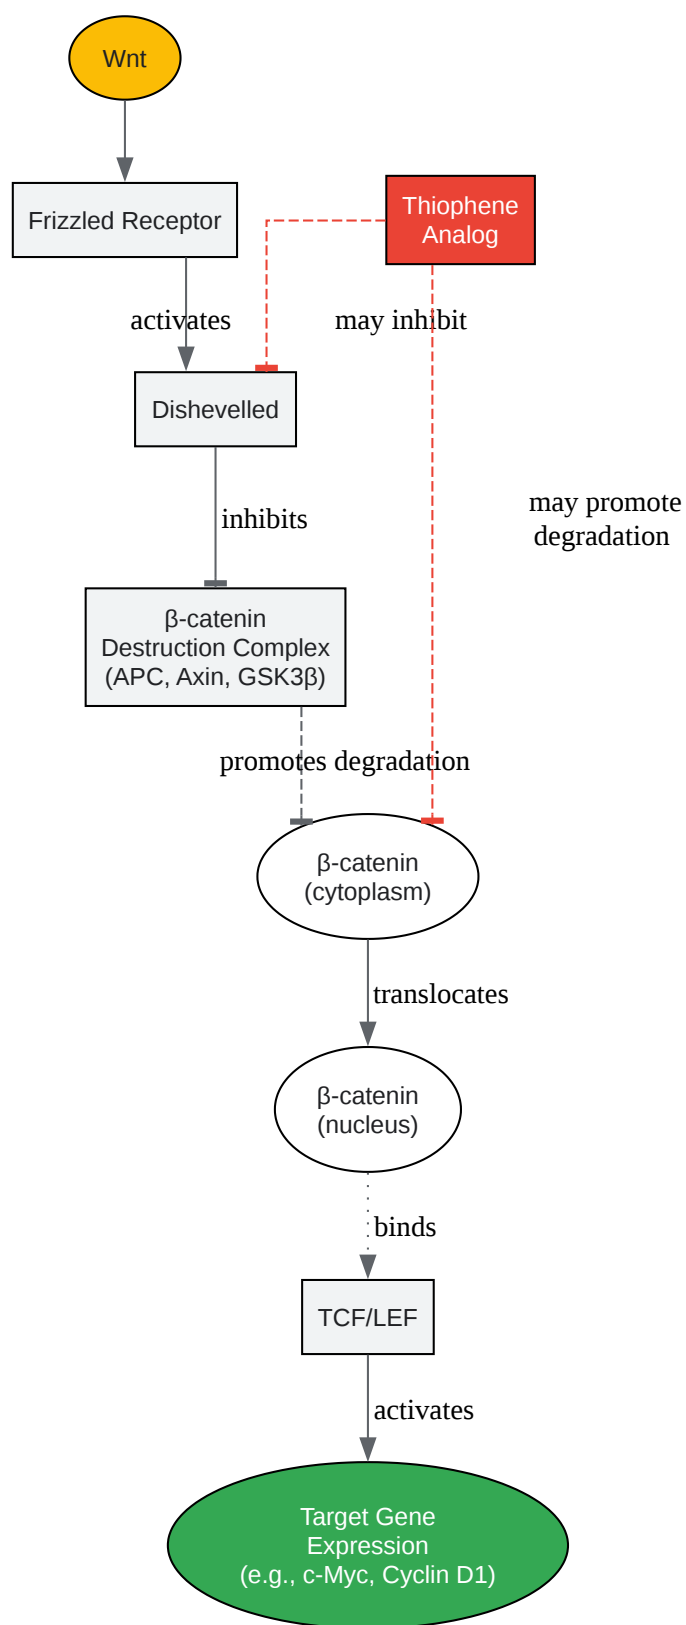 Wnt
Frizzled Receptor
Thiophene
Analog
activates
may inhibit
Dishevelled
inhibits
may promote
degradation
β-catenin
Destruction Complex
(APC, Axin, GSK3β)
promotes degradation
β-catenin
(cytoplasm)
translocates
β-catenin
(nucleus)
binds
TCF/LEF
activates
Target Gene
Expression
(e.g., c-Myc, Cyclin D1)